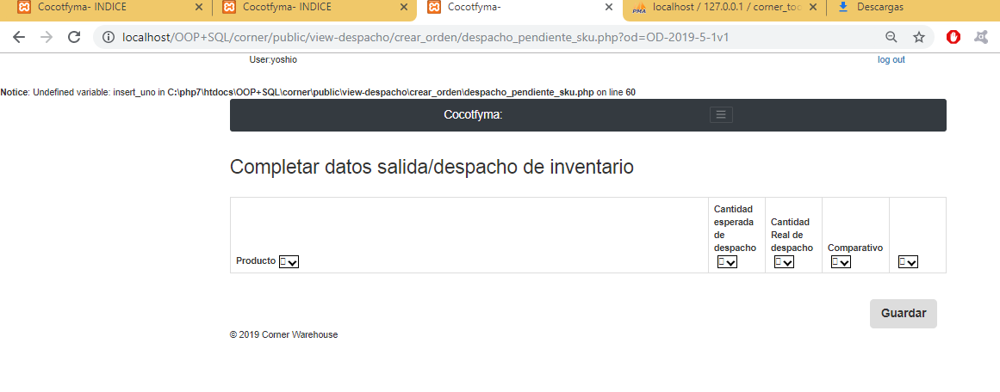 Cocotfyma- INDICE
Cocotfyma- INDICE
Cocotfyma-
PMA
localhost / 127.0.0.1 / corner_toc
Descargas
localhost/OOP+SQL/corner/public/view-despacho/crear_orden/despacho_pendiente_sku.php?od=OD-2019-5-1v1
User:yoshio
log out
Notice: Undefined variable: insert_uno in C:\php7\htdocs\OOP+SQL\corner\public\view-despacho\crear_orden\despacho_pendiente_sku.php on line 60
Cocotfyma:
Completar datos salida/despacho de inventario
Producto
Cantidad
esperada
de
despacho
Cantidad
Real de
despacho
Comparativo
Guardar
© 2019 Corner Warehouse